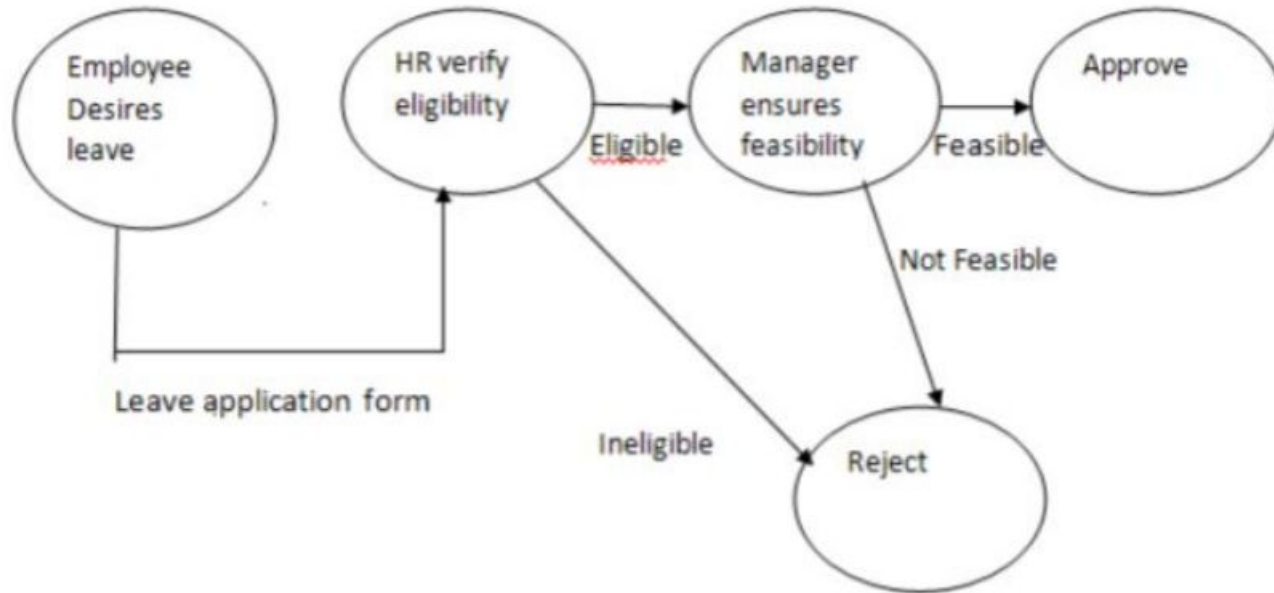 Employee
Desires
leave
HR verify
eligibility
Eligible
Manager
ensures
feasibility
Feasible
Approve
Not Feasible
Leave application form
Ineligible
Reject